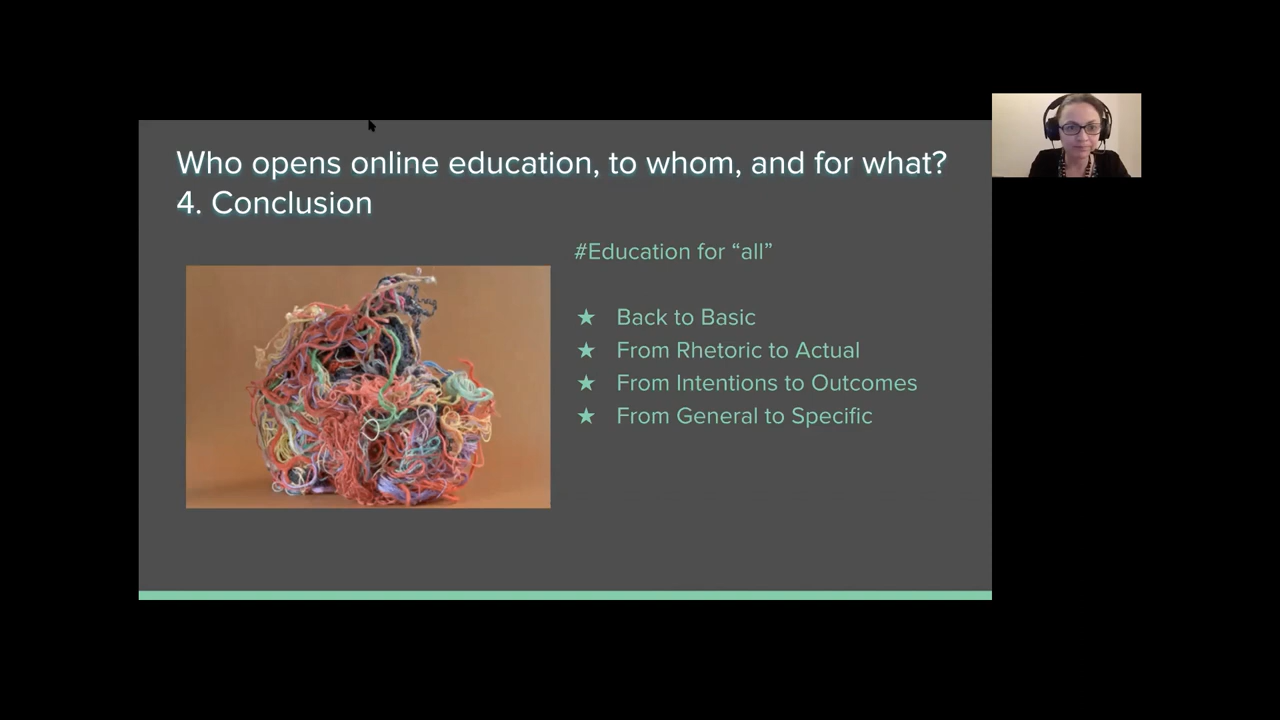 Who opens online education, to whom, and for what?
4. Conclusion
#Education for “all”
★ Back to Basic
★ From Rhetoric to Actual
★ From Intentions to Outcomes
★ From General to Specific